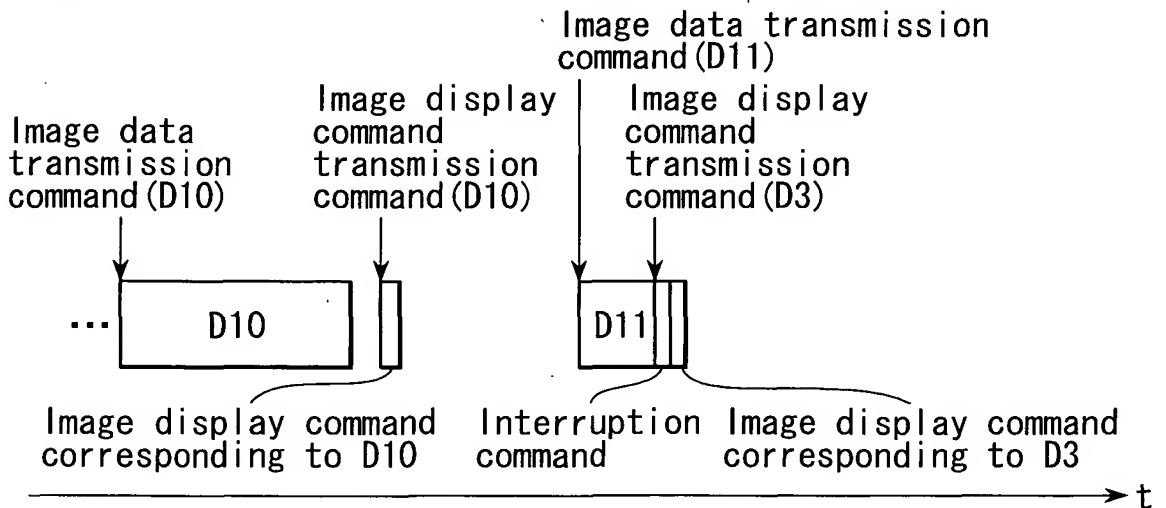 Image data transmission
command(D11)
Image display
command
transmission
command(D10)
Image display
command
transmission
command(D3)
Image data
transmission
command(D10)
...
D10
D11
Image display command
corresponding to D10
Interruption
command
Image display command
corresponding to D3
t